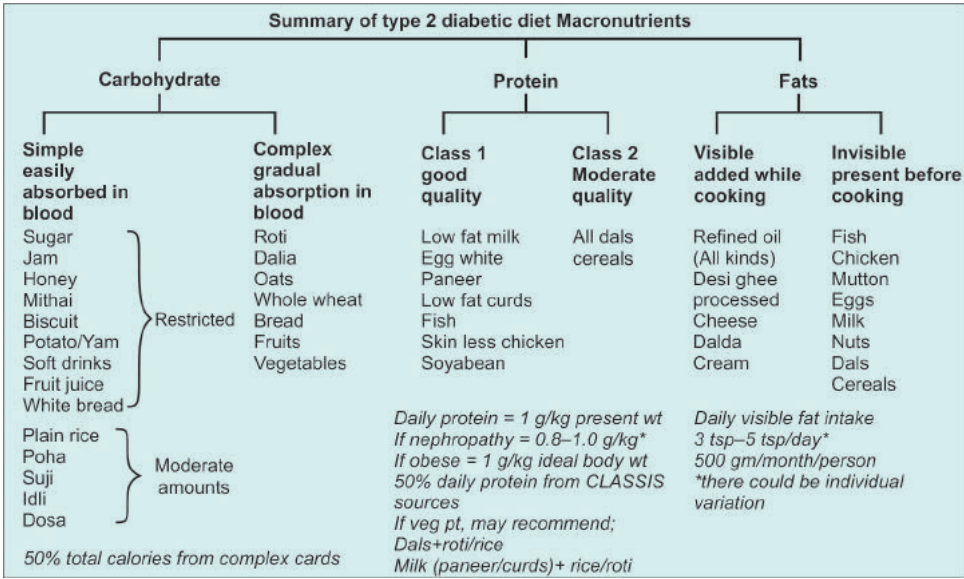 Summary of type 2 diabetic diet Macronutrients
Carbohydrate
Protein
Fats
Simple
easily
absorbed in
blood
Sugar
Jam
Honey
Mithai
Biscuit
Potato/Yam
Soft drinks
Fruit juice
White bread
Restricted
Plain rice
Poha
Suji
Idli
Dosa
Moderate
amounts
50% total calories from complex cards
Complex
gradual
absorption in
blood
Roti
Dalia
Oats
Whole wheat
Bread
Fruits
Vegetables
Class 1
good
quality
Low fat milk
Egg white
Paneer
Low fat curds
Fish
Skin less chicken
Soyabean
Class 2
Moderate
quality
All dals
cereals
Daily protein = 1 g/kg present wt
If nephropathy = 0.8–1.0 g/kg*
If obese = 1 g/kg ideal body wt
50% daily protein from CLASSIS
sources
If veg pt, may recommend;
Dals+roti/rice
Milk (paneer/curds)+ rice/roti
Visible
added while
cooking
Refined oil
(All kinds)
Desi ghee
processed
Cheese
Dalda
Cream
Invisible
present before
cooking
Fish
Chicken
Mutton
Eggs
Milk
Nuts
Dals
Cereals
Daily visible fat intake
3 tsp–5 tsp/day*
500 gm/month/person
*there could be individual
variation